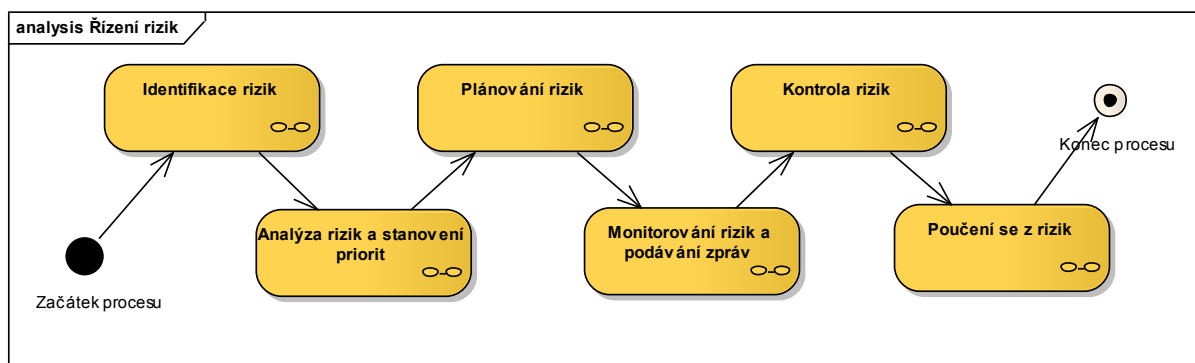 analysis Řízení rizik
Identifikace rizik
Plánování rizik
Kontrola rizik
Konec procesu
Analýza rizik a stanovení
priorit
Monitorování rizik a
podávání zpráv
Poučení se z rizik
Začátek procesu